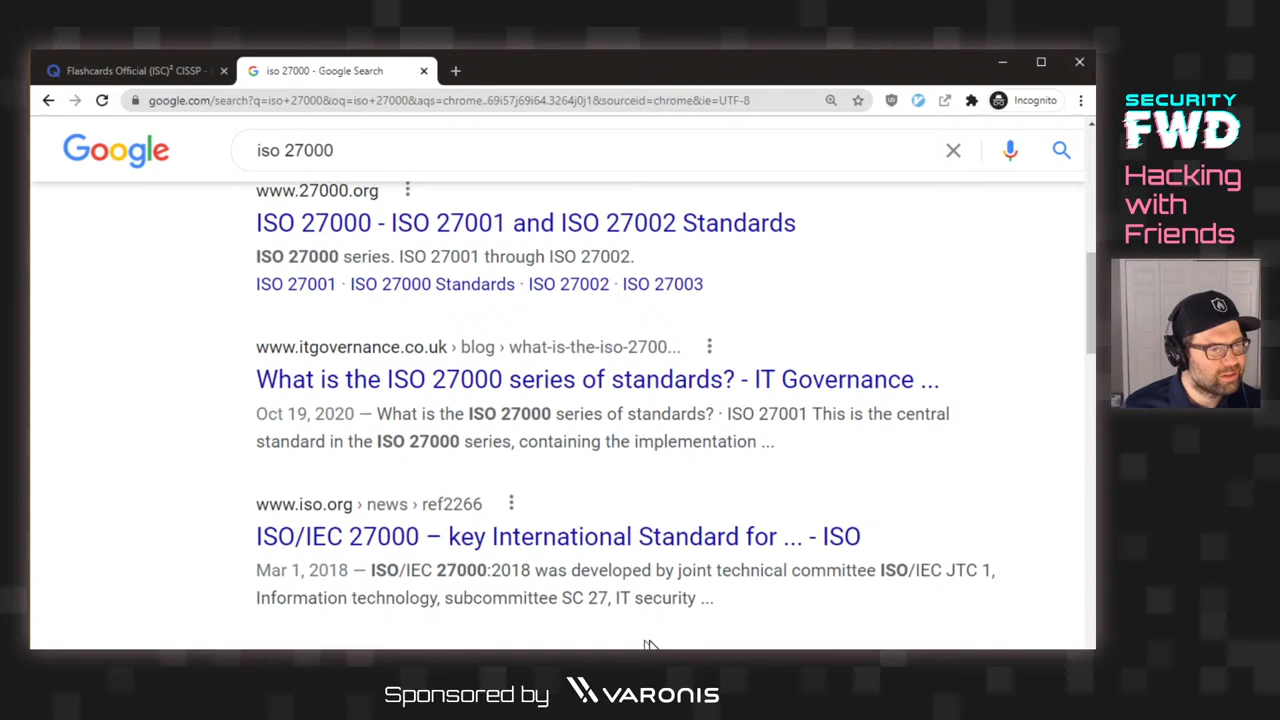 Flashcards Official (ISC)² CISSP -
iso 27000 - Google Search
google.com/search?q=iso+27000&oq=iso+27000&aqs=chrome..69i57j69i64.3264j0j1&sourceid=chrome&ie=UTF-8
Incognito
Google
iso 27000
www.27000.org
ISO 27000 - ISO 27001 and ISO 27002 Standards
ISO 27000 series. ISO 27001 through ISO 27002.
ISO 27001 · ISO 27000 Standards · ISO 27002 · ISO 27003
www.itgovernance.co.uk › blog › what-is-the-iso-2700...
What is the ISO 27000 series of standards? - IT Governance ...
Oct 19, 2020 — What is the ISO 27000 series of standards? · ISO 27001 This is the central
standard in the ISO 27000 series, containing the implementation ...
www.iso.org › news › ref2266
ISO/IEC 27000 – key International Standard for ... - ISO
Mar 1, 2018 — ISO/IEC 27000:2018 was developed by joint technical committee ISO/IEC JTC 1,
Information technology, subcommittee SC 27, IT security ...
SECURITY
FWD
Hacking
with
Friends
Sponsored by VARONIS